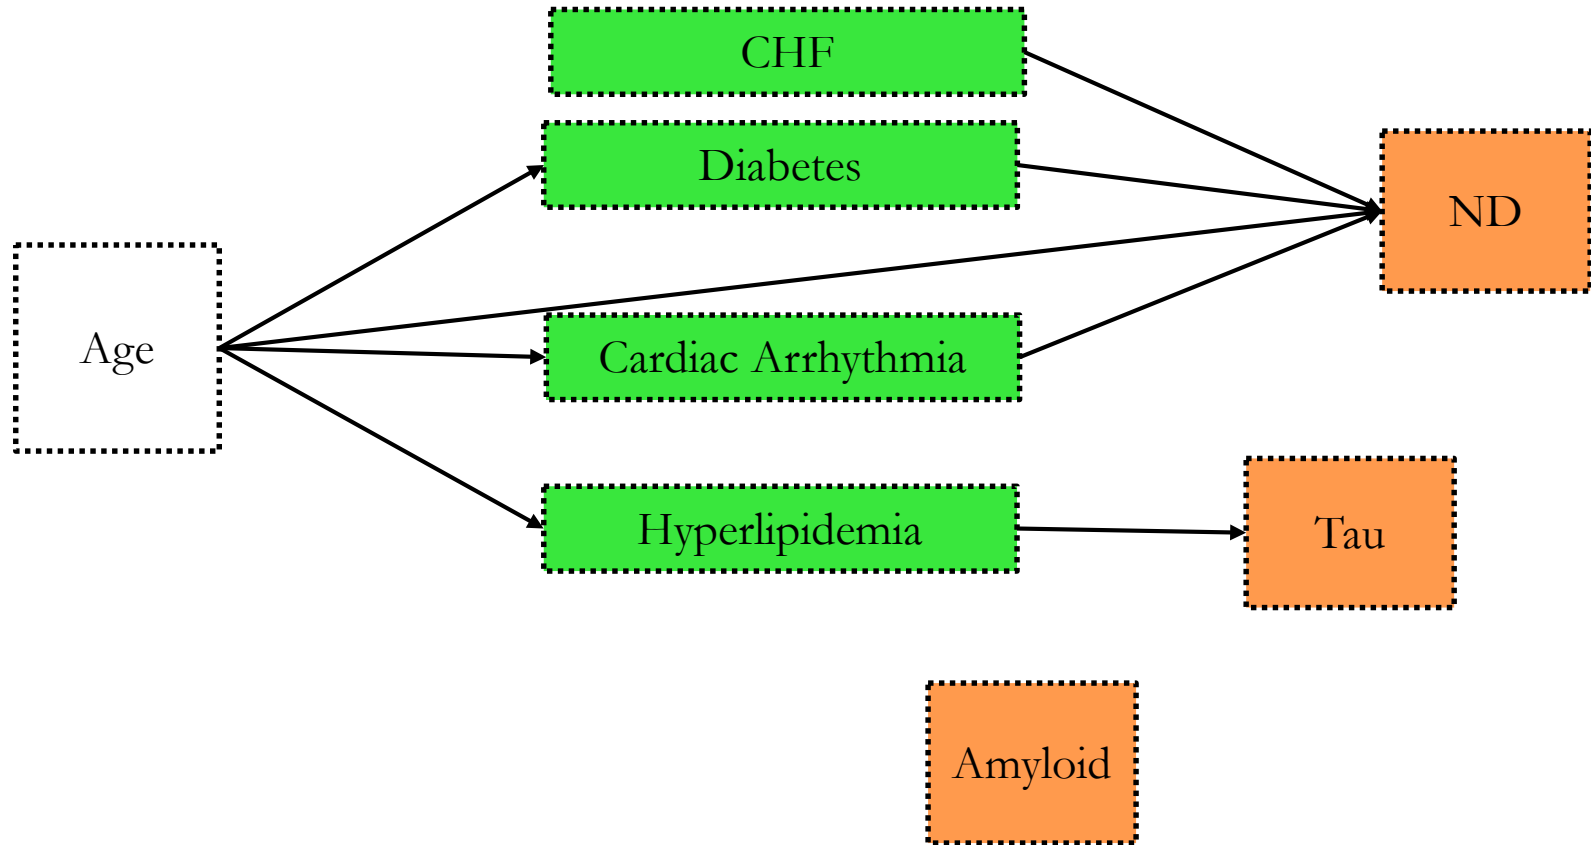 CHF
Diabetes
ND
Age
Cardiac Arrhythmia
Hyperlipidemia
Tau
Amyloid